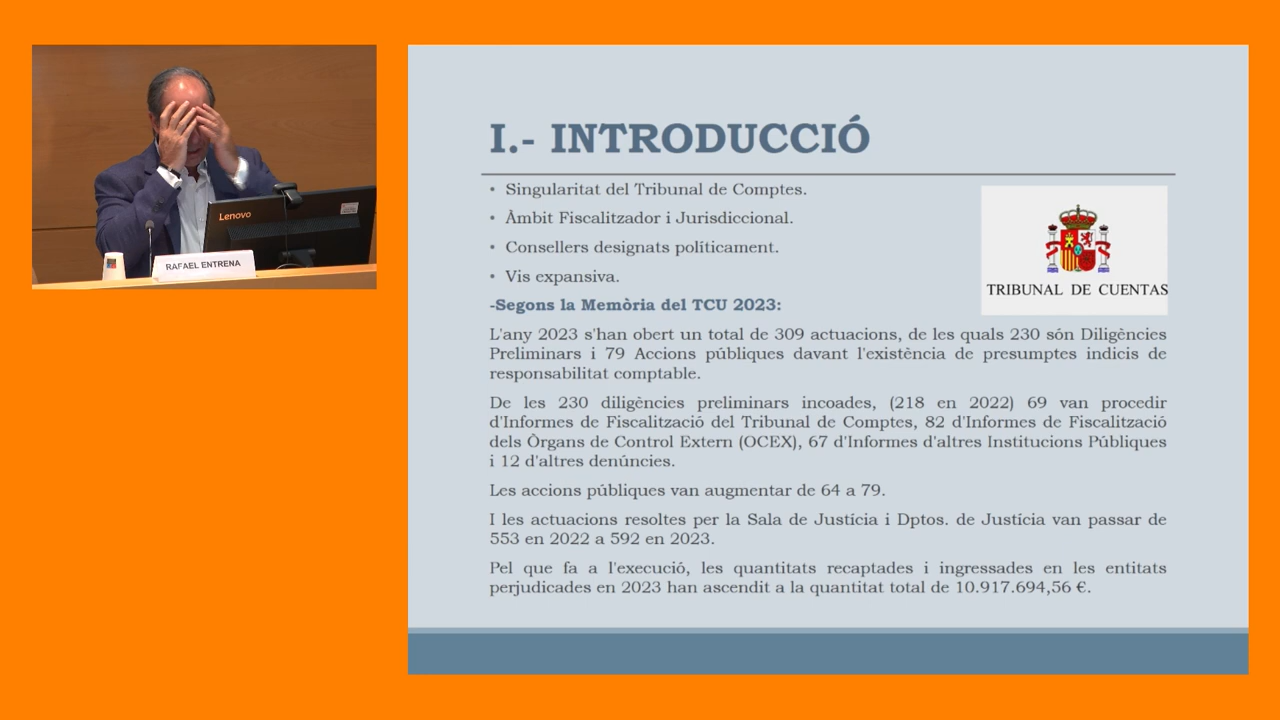 Lenovo
RAFAEL ENTRENA
I.- INTRODUCCIÓ
• Singularitat del Tribunal de Comptes.
• Àmbit Fiscalitzador i Jurisdiccional.
• Consellers designats políticament.
• Vis expansiva.
TRIBUNAL DE CUENTAS
-Segons la Memòria del TCU 2023:
L'any 2023 s'han obert un total de 309 actuacions, de les quals 230 són Diligències
Preliminars i 79 Accions públiques davant l'existència de presumptes indicis de
responsabilitat comptable.
De les 230 diligències preliminars incoades, (218 en 2022) 69 van procedir
d'Informes de Fiscalització del Tribunal de Comptes, 82 d'Informes de Fiscalització
dels Òrgans de Control Extern (OCEX), 67 d'Informes d'altres Institucions Públiques
i 12 d'altres denúncies.
Les accions públiques van augmentar de 64 a 79.
I les actuacions resoltes per la Sala de Justícia i Dptos. de Justícia van passar de
553 en 2022 a 592 en 2023.
Pel que fa a l'execució, les quantitats recaptades i ingressades en les entitats
perjudicades en 2023 han ascendit a la quantitat total de 10.917.694,56 €.